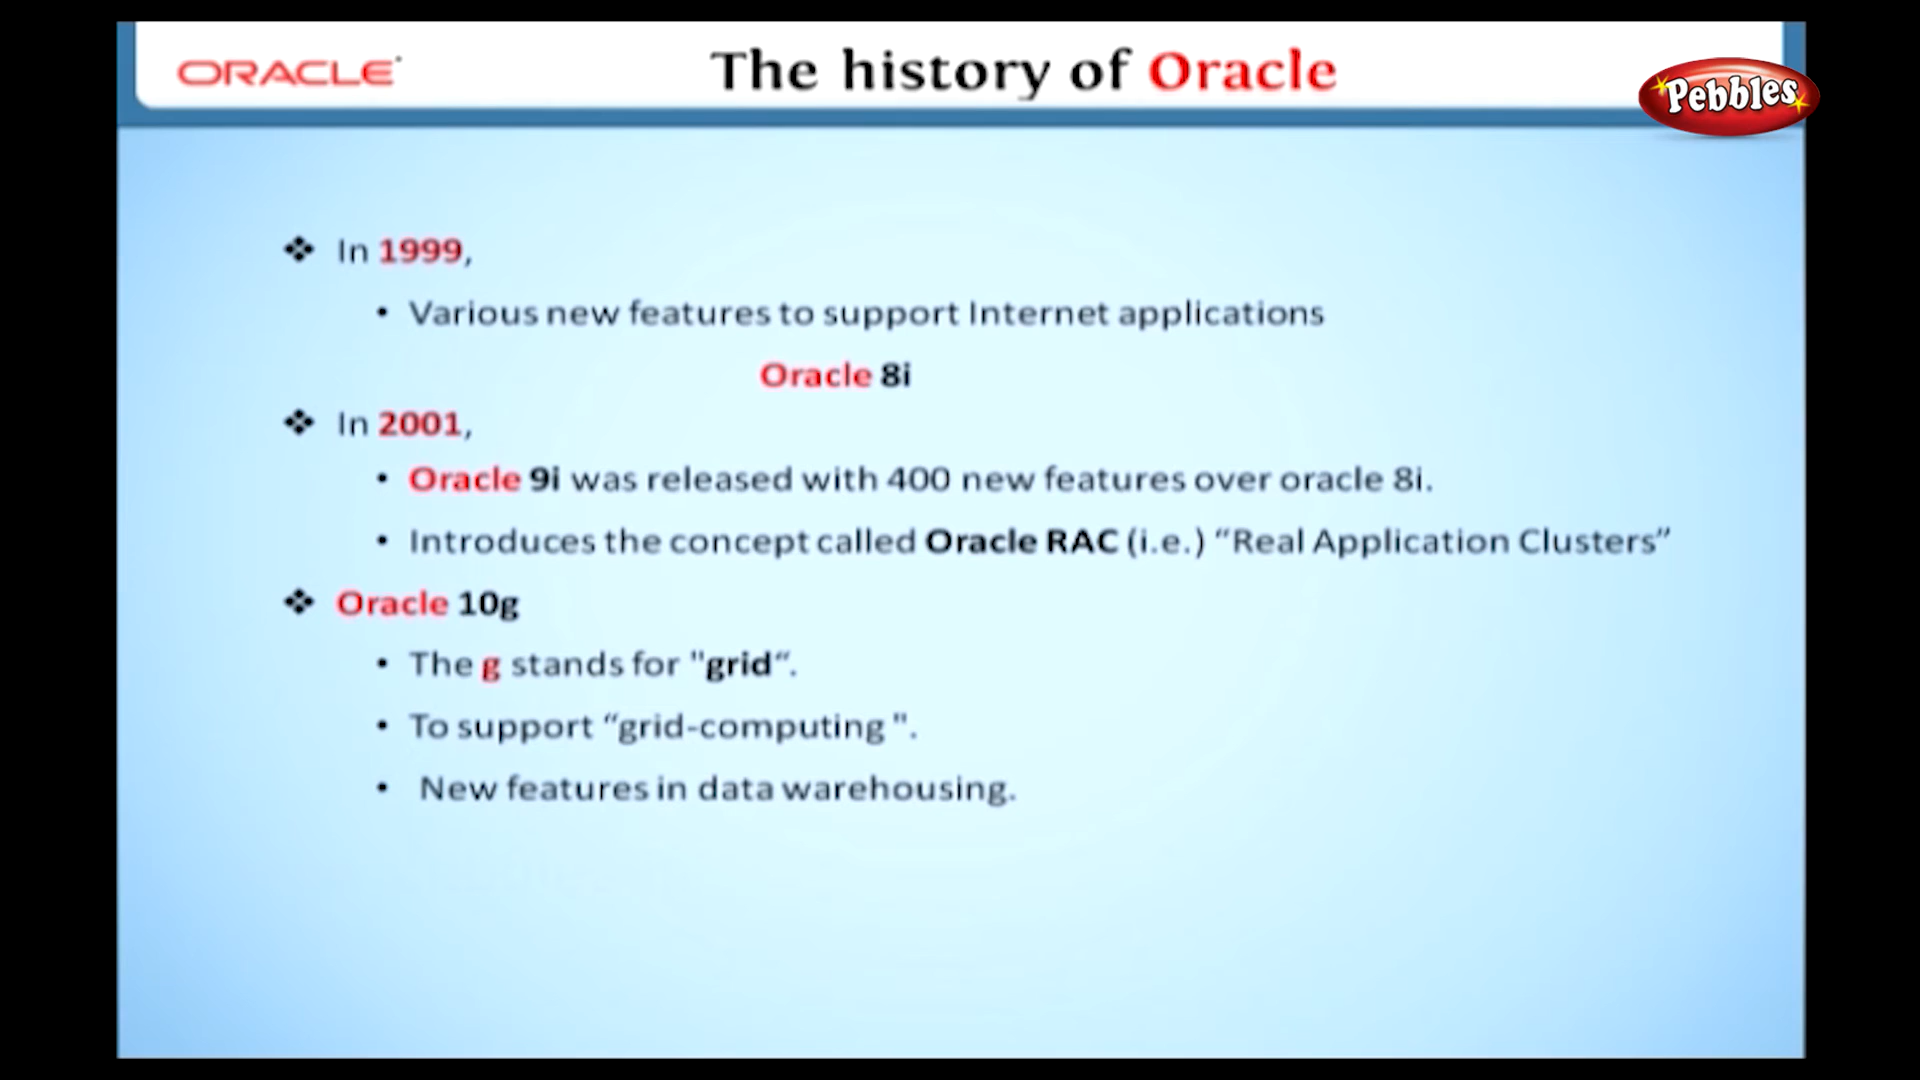 ORACLE
The history of Oracle
Pebbles
❖ In 1999,
• Various new features to support Internet applications
Oracle 8i
❖ In 2001,
• Oracle 9i was released with 400 new features over oracle 8i.
• Introduces the concept called Oracle RAC (i.e.) “Real Application Clusters”
❖ Oracle 10g
• The g stands for "grid“.
• To support “grid-computing ".
• New features in data warehousing.